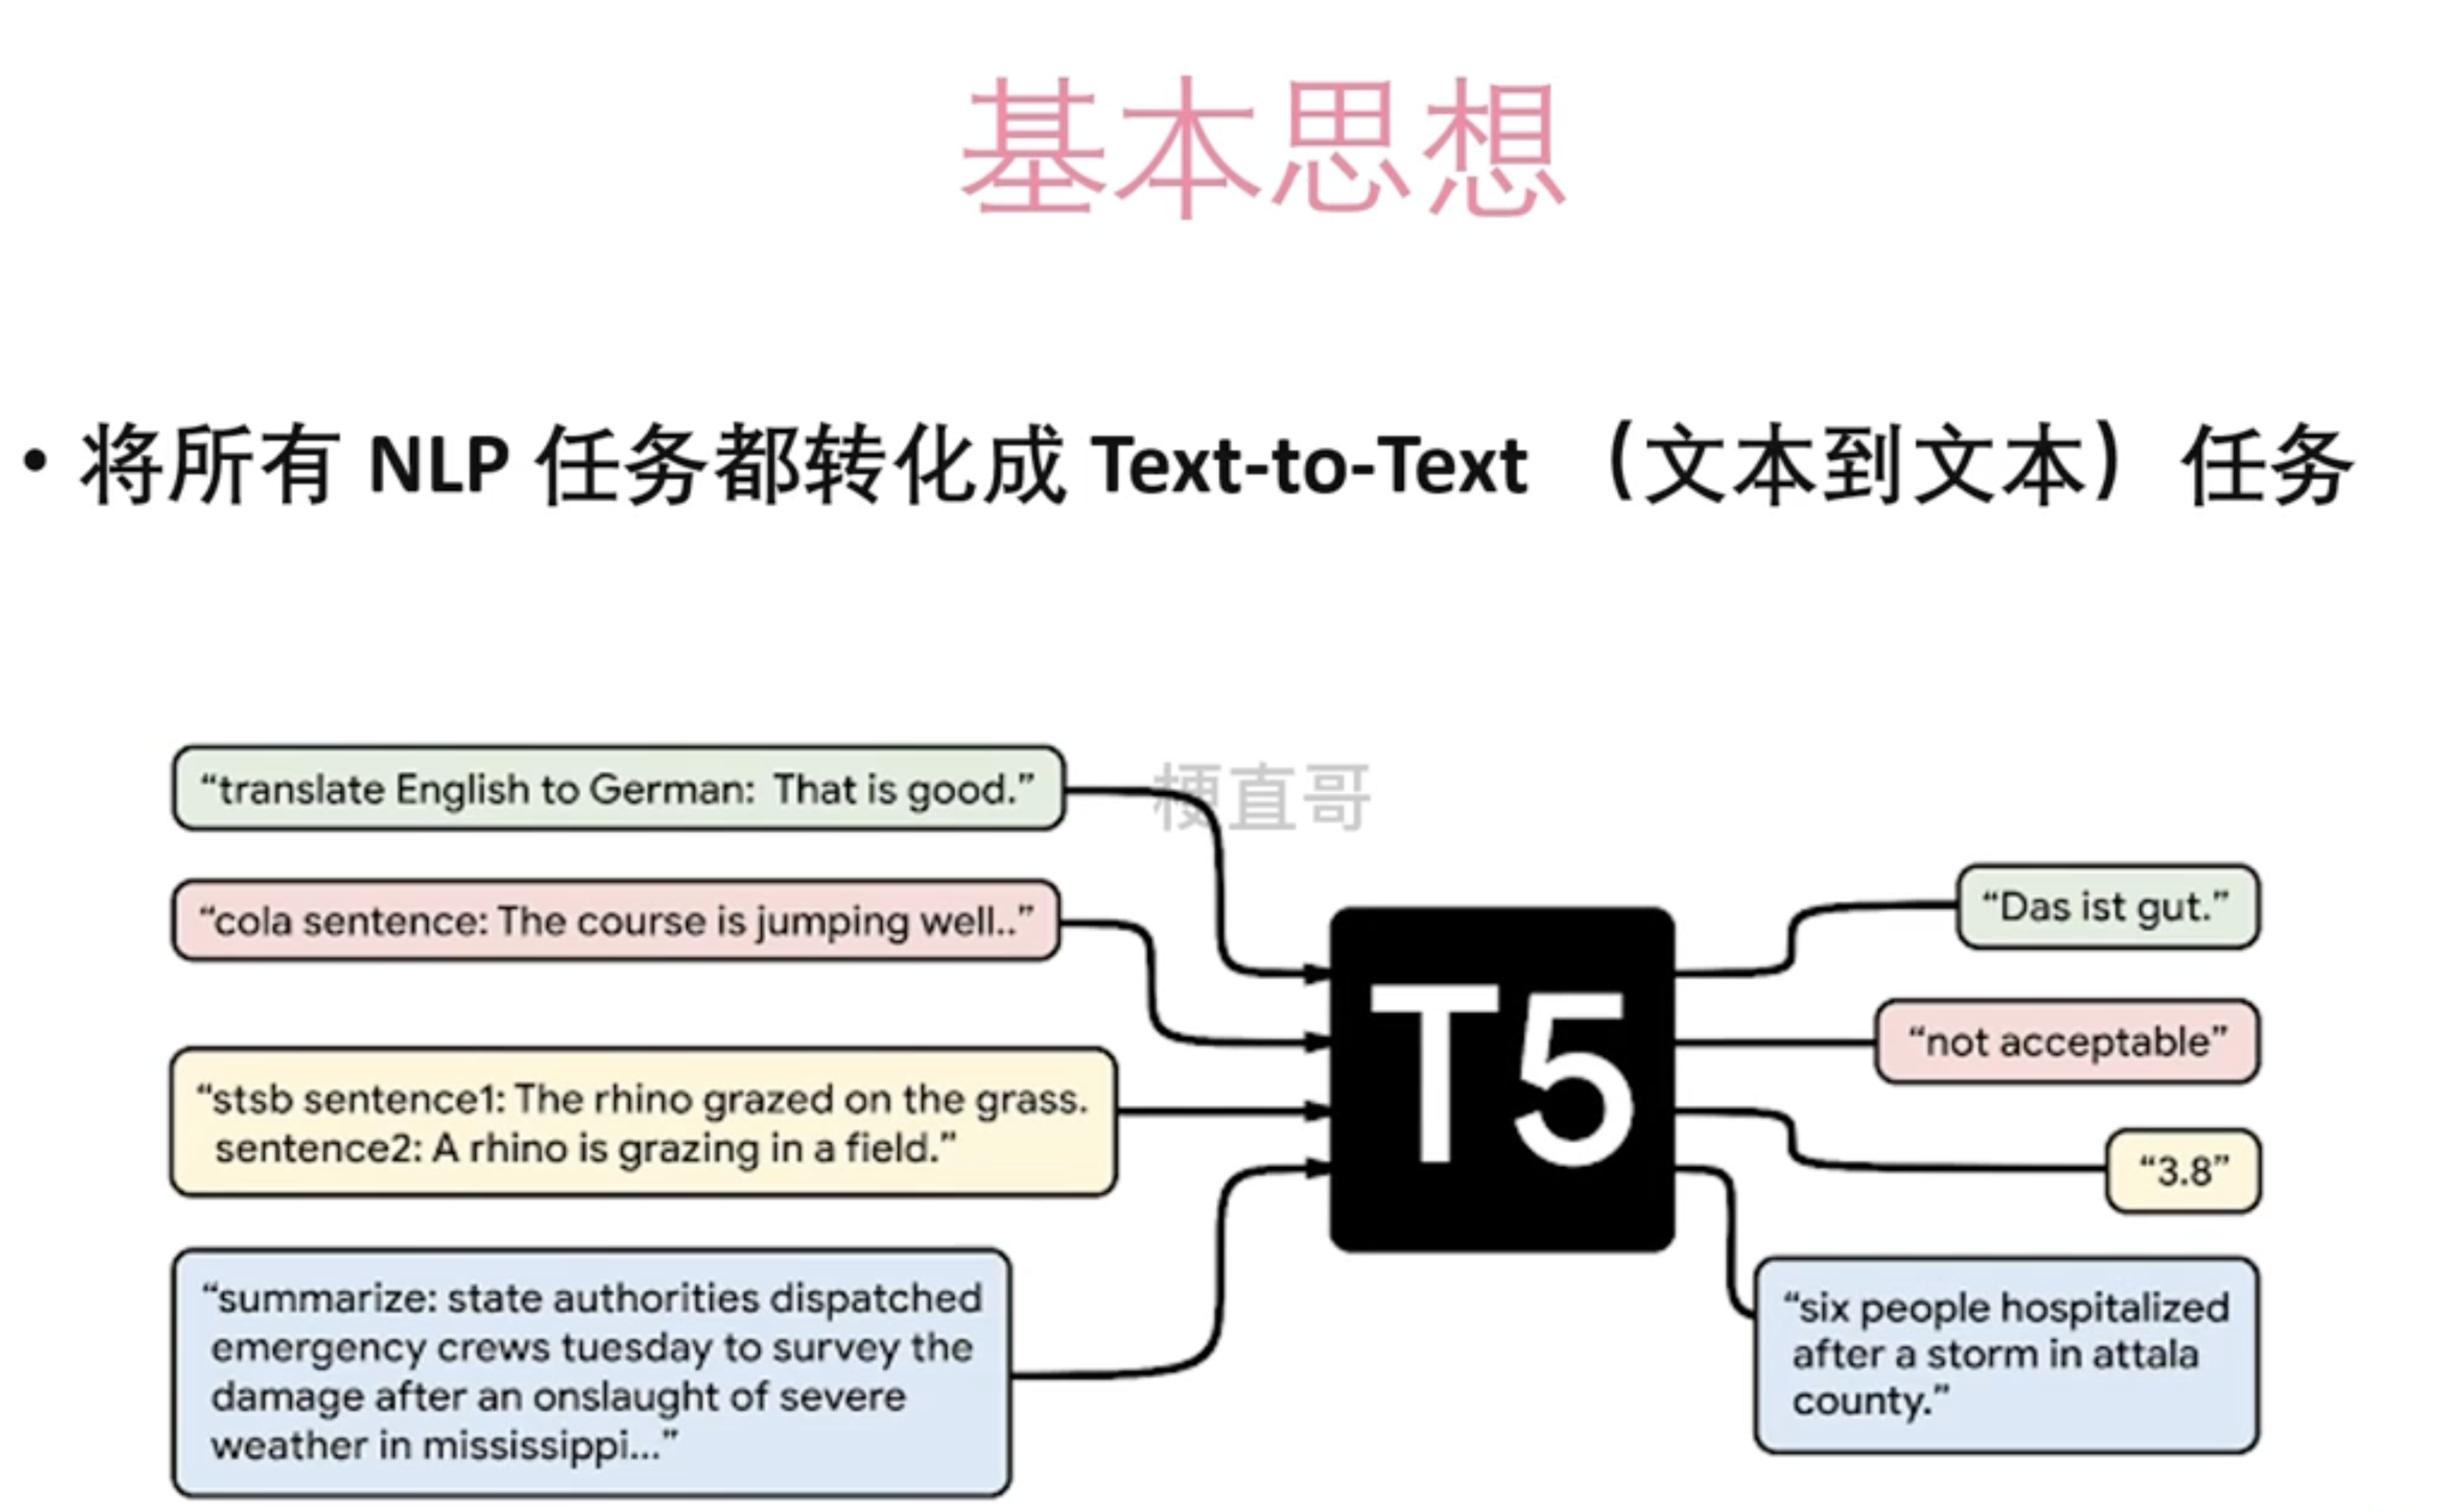 基本思想
• 将所有 NLP 任务都转化成 Text-to-Text （文本到文本）任务
梗直哥
“translate English to German: That is good.”
“cola sentence: The course is jumping well..”
“stsb sentence1: The rhino grazed on the grass.
sentence2: A rhino is grazing in a field.”
“summarize: state authorities dispatched
emergency crews tuesday to survey the
damage after an onslaught of severe
weather in mississippi...”
T5
“Das ist gut.”
“not acceptable”
“3.8”
“six people hospitalized
after a storm in attala
county.”